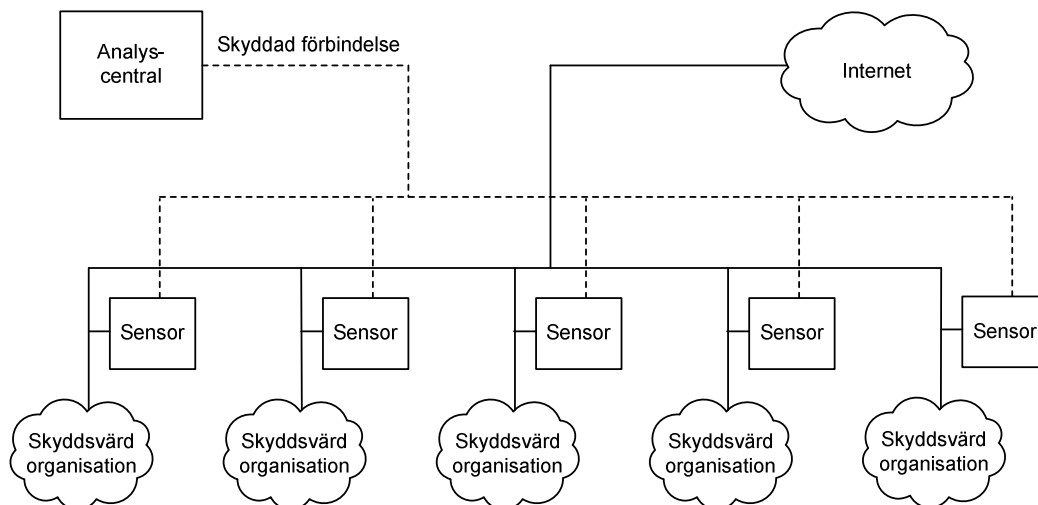 Analys-
central
Skyddad förbindelse
Internet
Sensor
Sensor
Sensor
Sensor
Sensor
Skyddsvärd
organisation
Skyddsvärd
organisation
Skyddsvärd
organisation
Skyddsvärd
organisation
Skyddsvärd
organisation